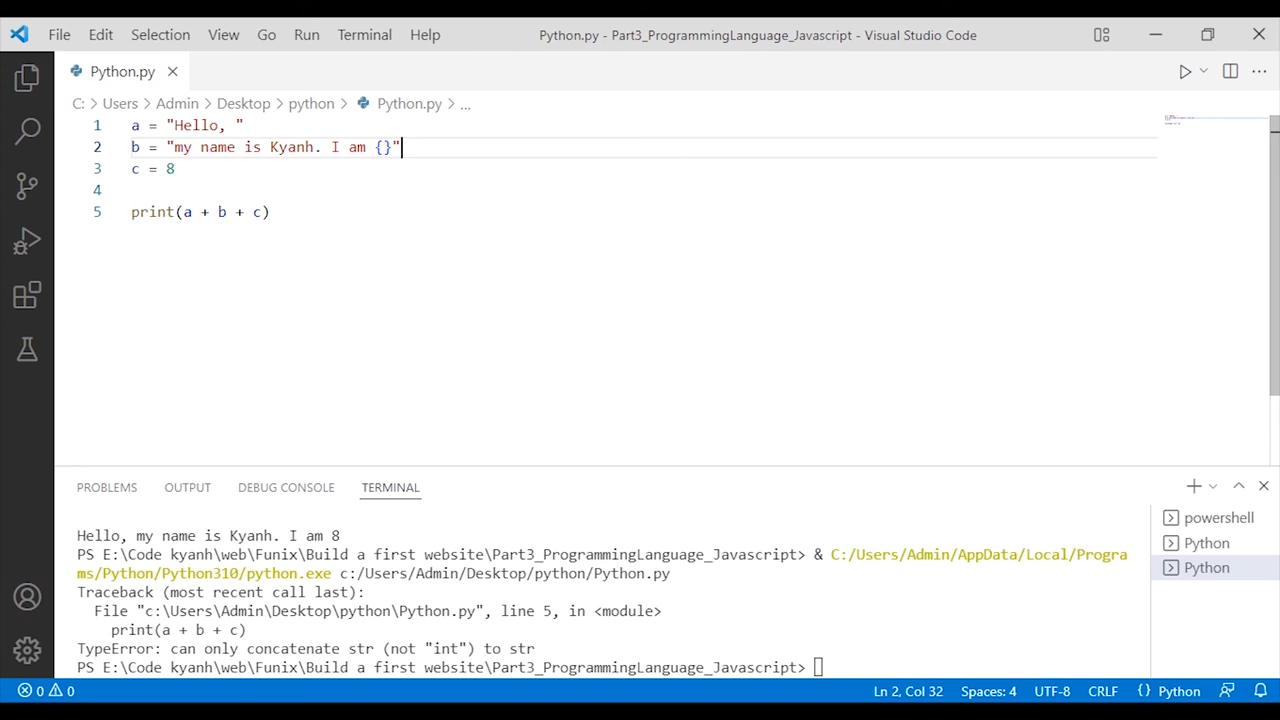 File Edit Selection View Go Run Terminal Help Python.py - Part3_ProgrammingLanguage_Javascript - Visual Studio Code
Python.py
C: > Users > Admin > Desktop > python > Python.py > ...
1 a = "Hello, "
2 b = "my name is Kyanh. I am {}"
3 c = 8
4
5 print(a + b + c)
PROBLEMS OUTPUT DEBUG CONSOLE TERMINAL
Hello, my name is Kyanh. I am 8
PS E:\Code kyanh\web\Funix\Build a first website\Part3_ProgrammingLanguage_Javascript> & C:/Users/Admin/AppData/Local/Progra
ms/Python/Python310/python.exe c:/Users/Admin/Desktop/python/Python.py
Traceback (most recent call last):
  File "c:\Users\Admin\Desktop\python\Python.py", line 5, in <module>
    print(a + b + c)
TypeError: can only concatenate str (not "int") to str
PS E:\Code kyanh\web\Funix\Build a first website\Part3_ProgrammingLanguage_Javascript>
powershell
Python
Python
0 0 Ln 2, Col 32 Spaces: 4 UTF-8 CRLF {} Python